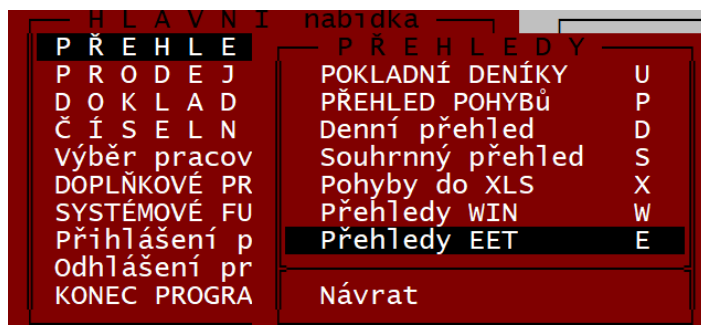 H L A V N Í nabídka
P Ř E H L E
P R O D E J
D O K L A D
Č Í S E L N
Výběr pracov
DOPLŇKOVÉ PR
SYSTÉMOVÉ FU
Přihlášení p
Odhlášení pr
KONEC PROGRA
P Ř E H L E D Y
POKLADNÍ DENÍKY U
PŘEHLED POHYBů P
Denní přehled D
Souhrnný přehled S
Pohyby do XLS X
Přehledy WIN W
Přehledy EET E
Návrat